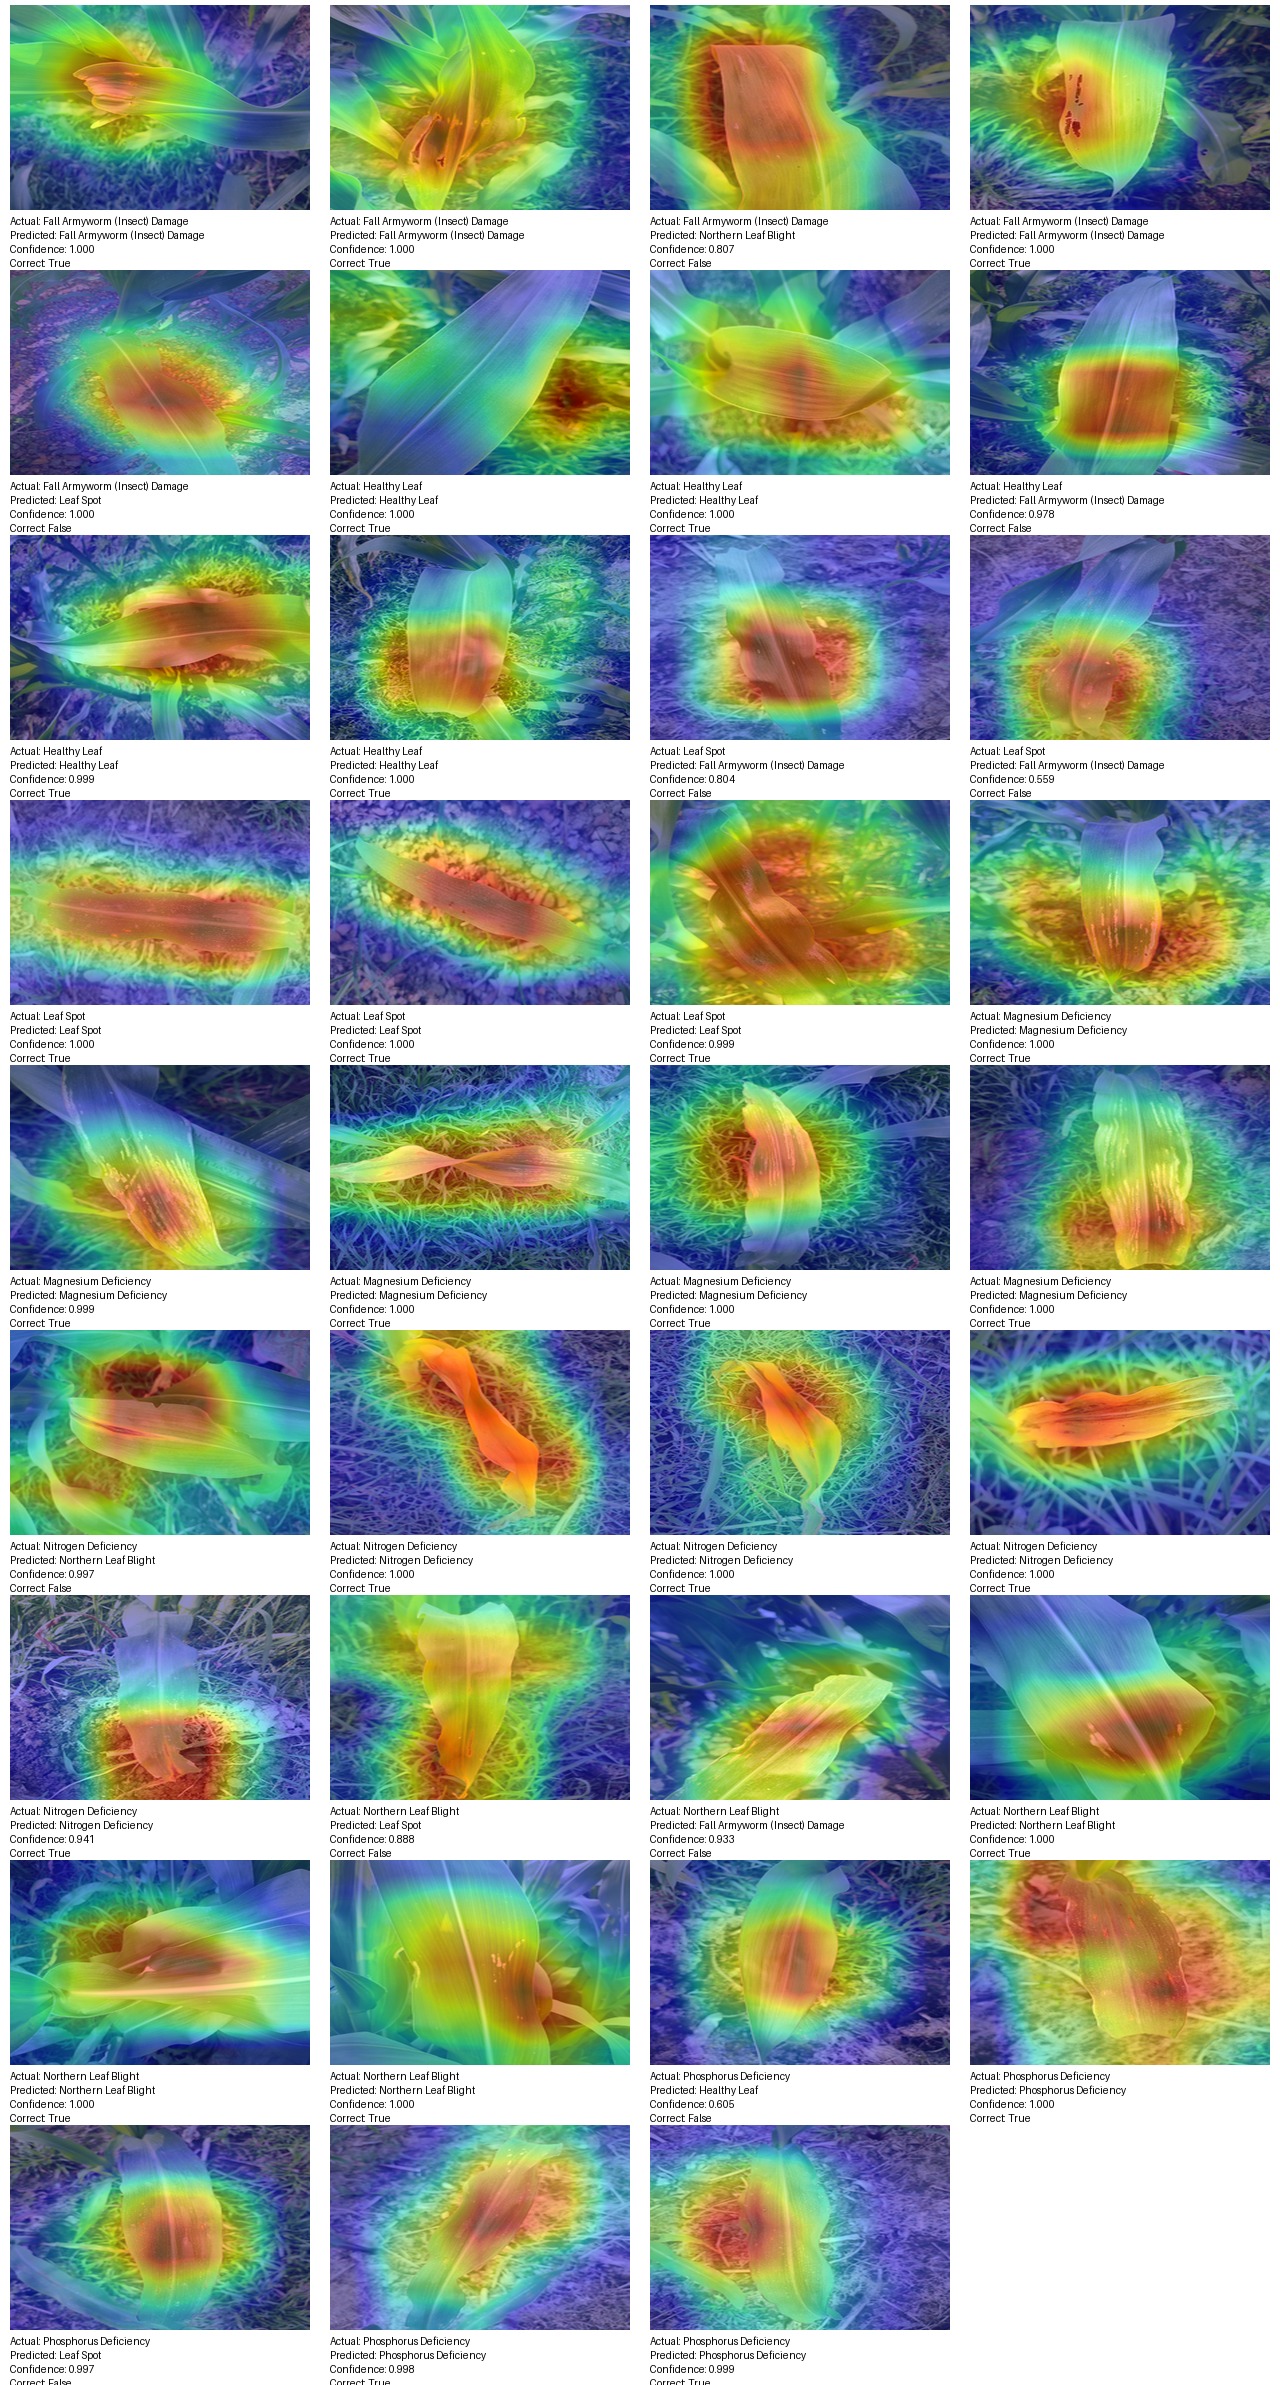 Actual: Fall Armyworm (Insect) Damage
Predicted: Fall Armyworm (Insect) Damage
Confidence: 1.000
Correct: True
Actual: Fall Armyworm (Insect) Damage
Predicted: Fall Armyworm (Insect) Damage
Confidence: 1.000
Correct: True
Actual: Fall Armyworm (Insect) Damage
Predicted: Northern Leaf Blight
Confidence: 0.807
Correct: False
Actual: Fall Armyworm (Insect) Damage
Predicted: Fall Armyworm (Insect) Damage
Confidence: 1.000
Correct: True
Actual: Fall Armyworm (Insect) Damage
Predicted: Leaf Spot
Confidence: 1.000
Correct: False
Actual: Healthy Leaf
Predicted: Healthy Leaf
Confidence: 1.000
Correct: True
Actual: Healthy Leaf
Predicted: Healthy Leaf
Confidence: 1.000
Correct: True
Actual: Healthy Leaf
Predicted: Fall Armyworm (Insect) Damage
Confidence: 0.978
Correct: False
Actual: Healthy Leaf
Predicted: Healthy Leaf
Confidence: 0.999
Correct: True
Actual: Healthy Leaf
Predicted: Healthy Leaf
Confidence: 1.000
Correct: True
Actual: Leaf Spot
Predicted: Fall Armyworm (Insect) Damage
Confidence: 0.804
Correct: False
Actual: Leaf Spot
Predicted: Fall Armyworm (Insect) Damage
Confidence: 0.559
Correct: False
Actual: Leaf Spot
Predicted: Leaf Spot
Confidence: 1.000
Correct: True
Actual: Leaf Spot
Predicted: Leaf Spot
Confidence: 1.000
Correct: True
Actual: Leaf Spot
Predicted: Leaf Spot
Confidence: 0.999
Correct: True
Actual: Magnesium Deficiency
Predicted: Magnesium Deficiency
Confidence: 1.000
Correct: True
Actual: Magnesium Deficiency
Predicted: Magnesium Deficiency
Confidence: 0.999
Correct: True
Actual: Magnesium Deficiency
Predicted: Magnesium Deficiency
Confidence: 1.000
Correct: True
Actual: Magnesium Deficiency
Predicted: Magnesium Deficiency
Confidence: 1.000
Correct: True
Actual: Magnesium Deficiency
Predicted: Magnesium Deficiency
Confidence: 1.000
Correct: True
Actual: Nitrogen Deficiency
Predicted: Northern Leaf Blight
Confidence: 0.997
Correct: False
Actual: Nitrogen Deficiency
Predicted: Nitrogen Deficiency
Confidence: 1.000
Correct: True
Actual: Nitrogen Deficiency
Predicted: Nitrogen Deficiency
Confidence: 1.000
Correct: True
Actual: Nitrogen Deficiency
Predicted: Nitrogen Deficiency
Confidence: 1.000
Correct: True
Actual: Nitrogen Deficiency
Predicted: Nitrogen Deficiency
Confidence: 0.941
Correct: True
Actual: Northern Leaf Blight
Predicted: Leaf Spot
Confidence: 0.888
Correct: False
Actual: Northern Leaf Blight
Predicted: Fall Armyworm (Insect) Damage
Confidence: 0.933
Correct: False
Actual: Northern Leaf Blight
Predicted: Northern Leaf Blight
Confidence: 1.000
Correct: True
Actual: Northern Leaf Blight
Predicted: Northern Leaf Blight
Confidence: 1.000
Correct: True
Actual: Northern Leaf Blight
Predicted: Northern Leaf Blight
Confidence: 1.000
Correct: True
Actual: Phosphorus Deficiency
Predicted: Healthy Leaf
Confidence: 0.605
Correct: False
Actual: Phosphorus Deficiency
Predicted: Phosphorus Deficiency
Confidence: 1.000
Correct: True
Actual: Phosphorus Deficiency
Predicted: Leaf Spot
Confidence: 0.997
Correct: False
Actual: Phosphorus Deficiency
Predicted: Phosphorus Deficiency
Confidence: 0.998
Correct: True
Actual: Phosphorus Deficiency
Predicted: Phosphorus Deficiency
Confidence: 0.999
Correct: True